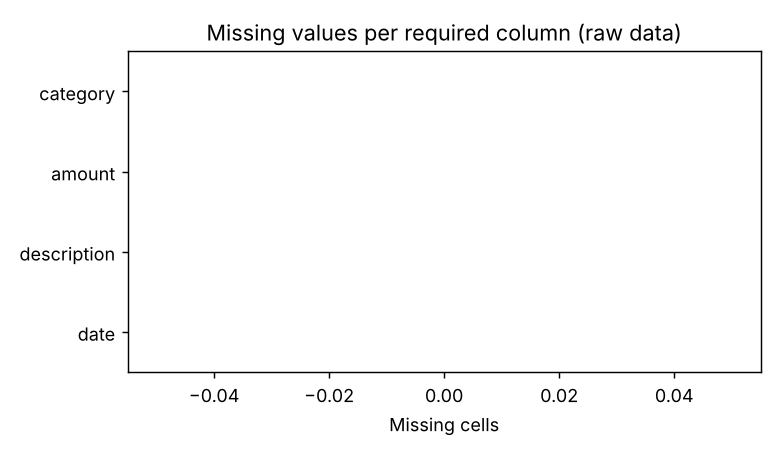 Missing values per required column (raw data)
category
amount
description
date
−0.04
−0.02
0.00
0.02
0.04
Missing cells